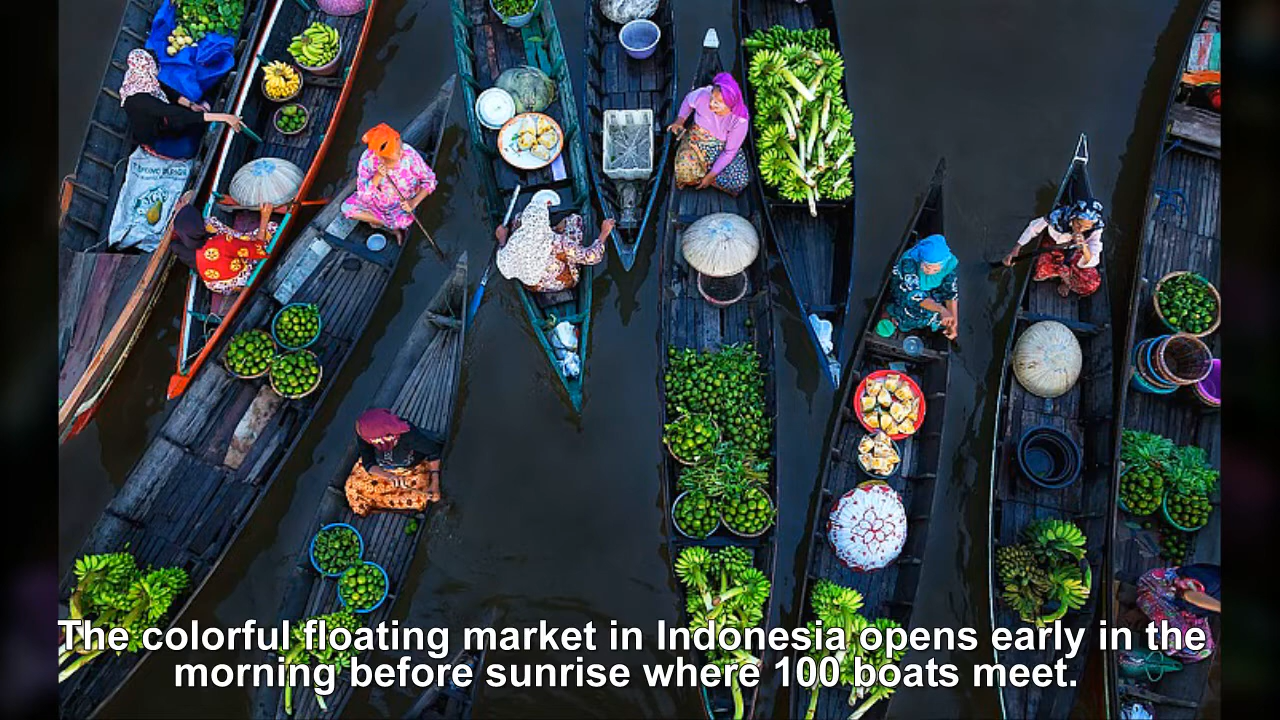 The colorful floating market in Indonesia opens early in the
morning before sunrise where 100 boats meet.